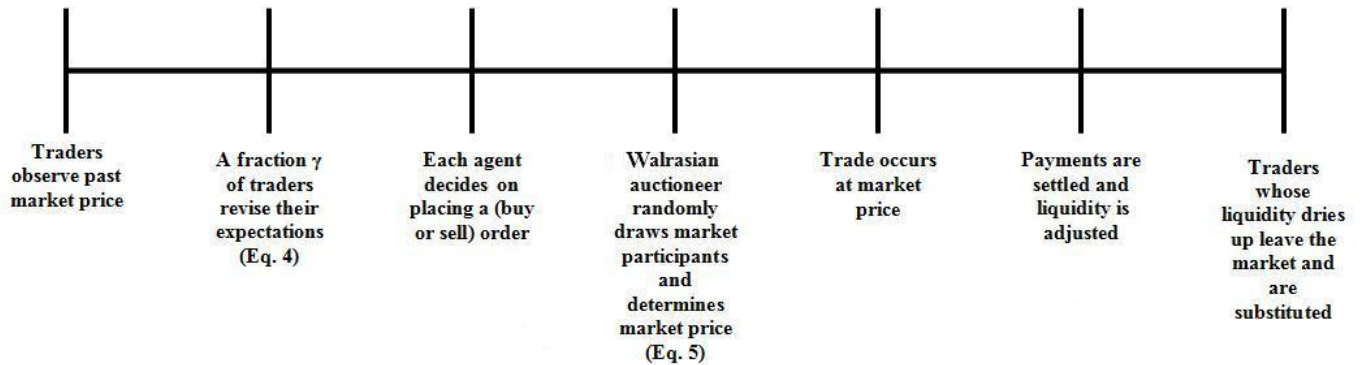 Traders
observe past
market price
A fraction γ
of traders
revise their
expectations
(Eq. 4)
Each agent
decides on
placing a (buy
or sell) order
Walrasian
auctioneer
randomly
draws market
participants
and
determines
market price
(Eq. 5)
Trade occurs
at market
price
Payments are
settled and
liquidity is
adjusted
Traders
whose
liquidity dries
up leave the
market and
are
substituted